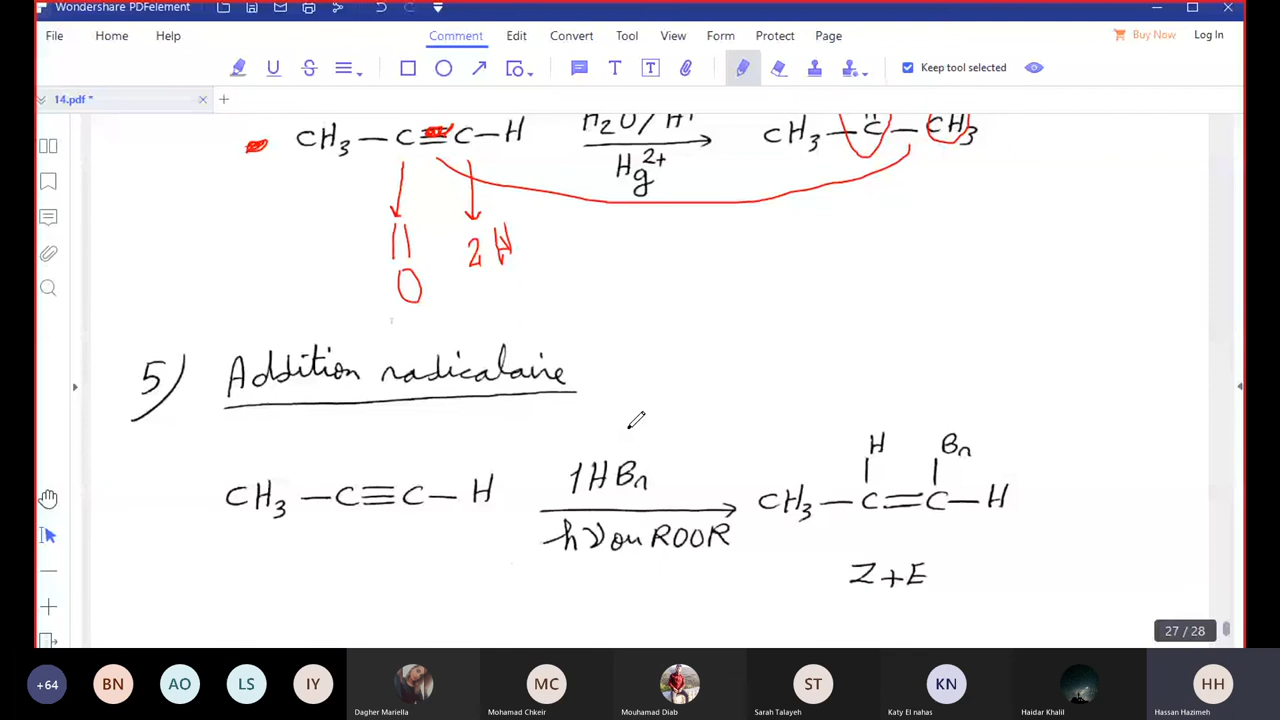 Wondershare PDFelement
File Home Help Comment Edit Convert Tool View Form Protect Page Buy Now Log In
Keep tool selected
14.pdf *
CH3 — C ≡ C — H H2O / H+ CH3 — C — CH3
Hg2+
2 H
O
5) Addition radicalaire
H Br
1 H Br
CH3 — C ≡ C — H CH3 — C = C — H
hν ou ROOR
Z + E
27 / 28
+64 BN AO LS IY MC ST KN HH
Dagher Mariella Mohamad Chkeir Mouhamad Diab Sarah Talayeh Katy El nahas Haidar Khalil Hassan Hazimeh